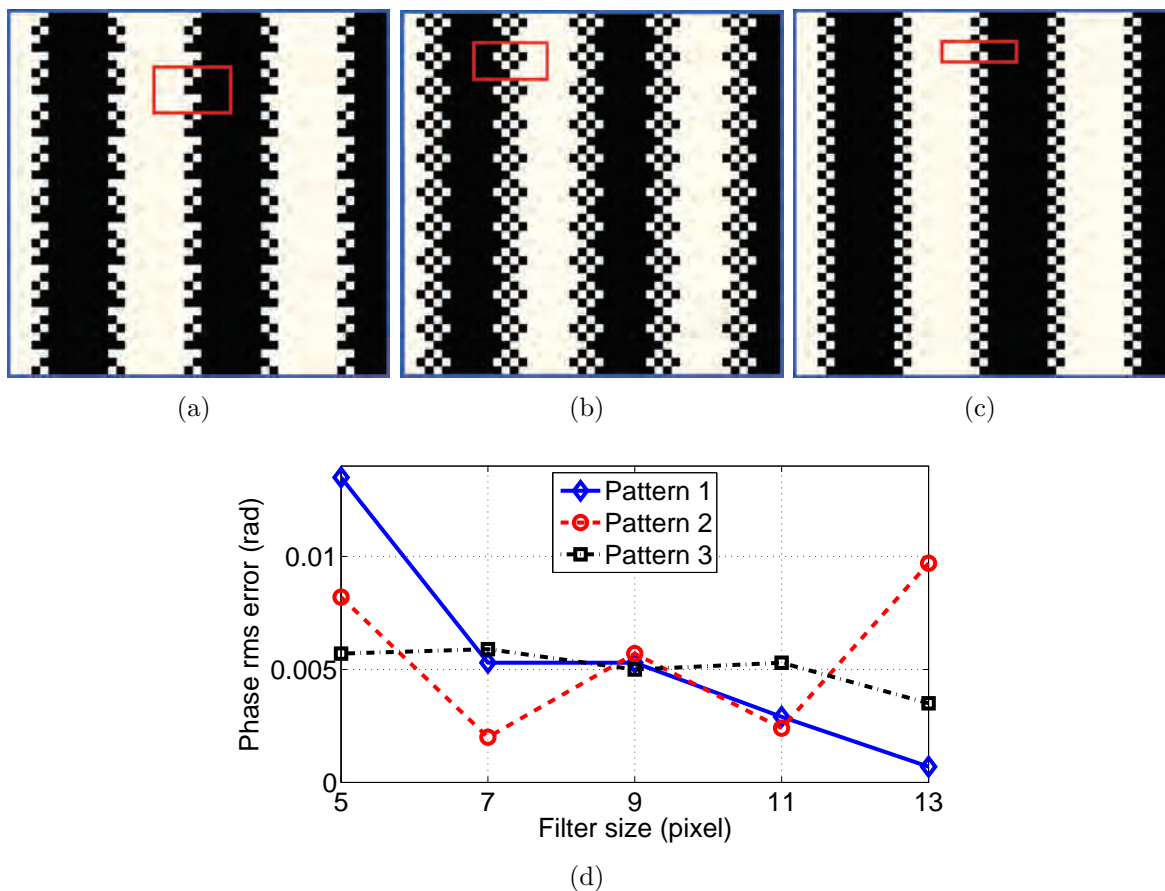 (a)
(b)
(c)
Phase rms error (rad)
0.01
0.005
0
Pattern 1
Pattern 2
Pattern 3
5 7 9 11 13
Filter size (pixel)
(d)